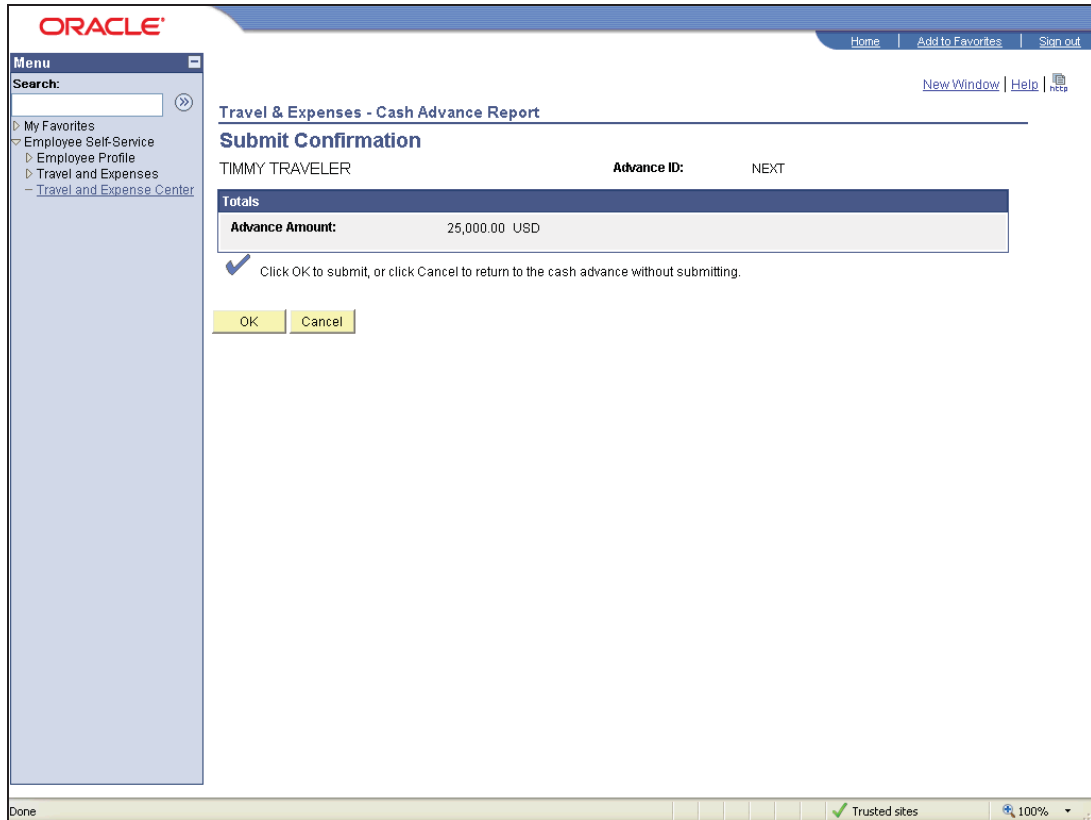 ORACLE
Home | Add to Favorites | Sign out
Menu
Search:
My Favorites
Employee Self-Service
Employee Profile
Travel and Expenses
– Travel and Expense Center
New Window | Help | http
Travel & Expenses - Cash Advance Report
Submit Confirmation
TIMMY TRAVELER Advance ID: NEXT
Totals
Advance Amount: 25,000.00 USD
Click OK to submit, or click Cancel to return to the cash advance without submitting.
OK Cancel
Done Trusted sites 100%